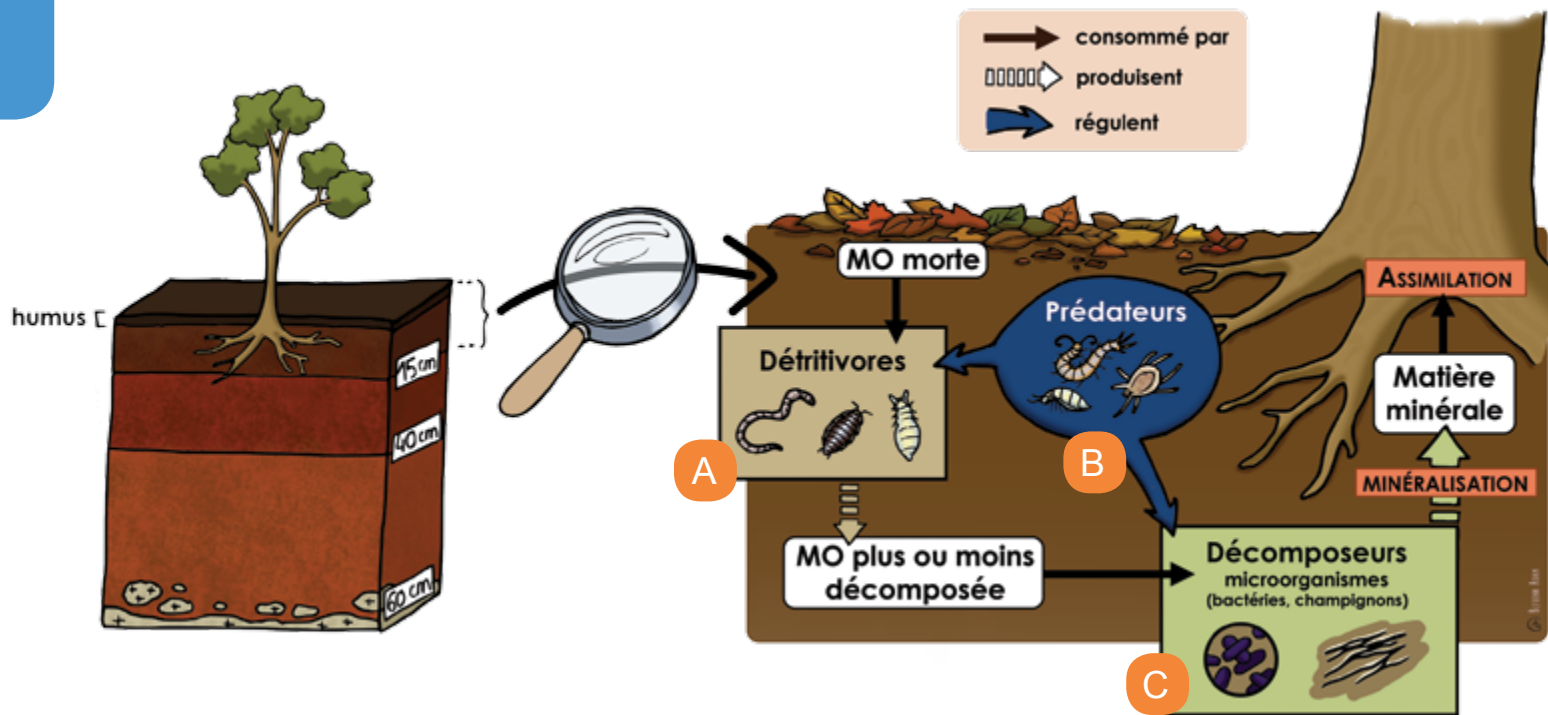 consommé par
produisent
régulent
humus
15 cm
40 cm
60 cm
MO morte
Prédateurs
ASSIMILATION
Détritivores
Matière
minérale
A
B
MINÉRALISATION
MO plus ou moins
décomposée
Décomposeurs
microorganismes
(bactéries, champignons)
C